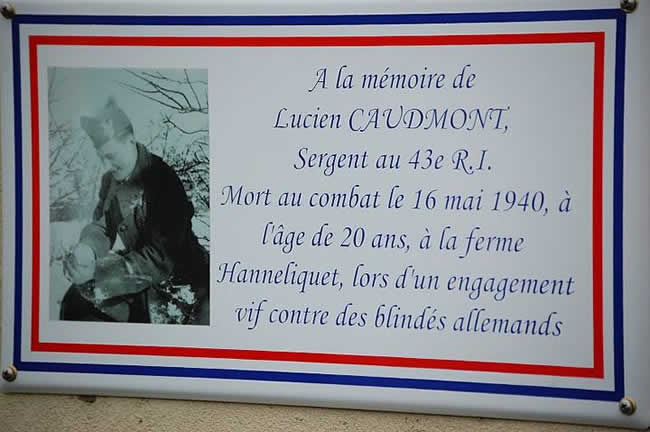 A la mémoire de
Lucien CAUDMONT,
Sergent au 43e R.I.
Mort au combat le 16 mai 1940, à
l'âge de 20 ans, à la ferme
Hanneliquet, lors d'un engagement
vif contre des blindés allemands